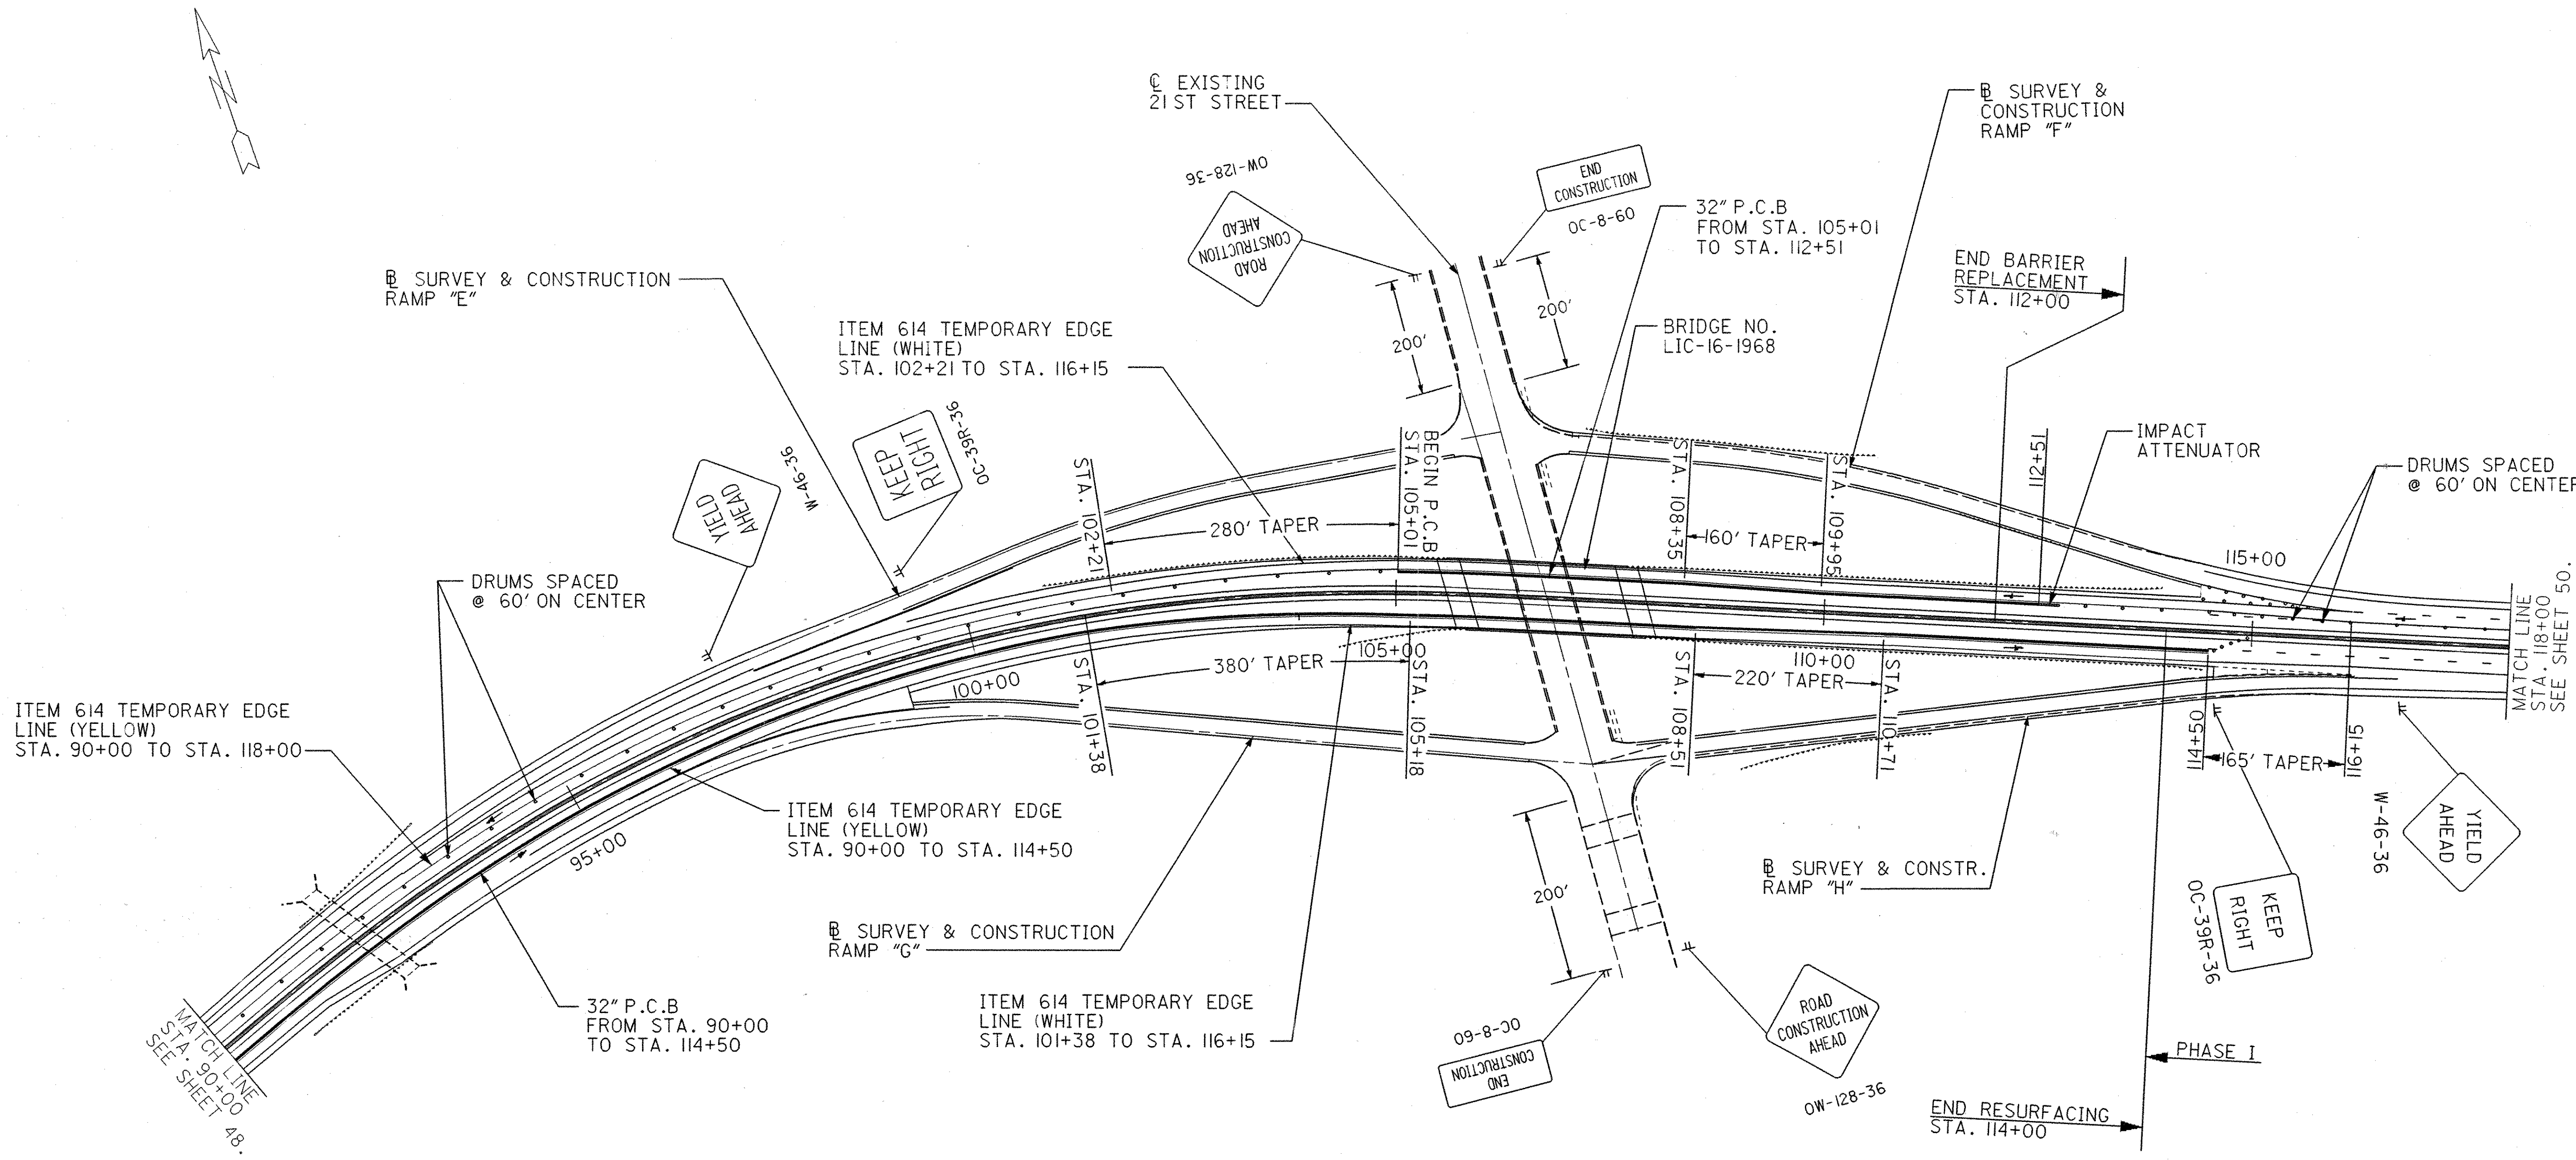 N
℄ EXISTING
21ST STREET
℄ SURVEY &
CONSTRUCTION
RAMP "F"
OW-128-36
ROAD
CONSTRUCTION
AHEAD
END
CONSTRUCTION
OC-8-60
32" P.C.B
FROM STA. 105+01
TO STA. 112+51
END BARRIER
REPLACEMENT
STA. 112+00
200'
200'
BRIDGE NO.
LIC-16-1968
℄ SURVEY & CONSTRUCTION
RAMP "E"
ITEM 614 TEMPORARY EDGE
LINE (WHITE)
STA. 102+21 TO STA. 116+15
KEEP
RIGHT
OC-39R-36
YIELD
AHEAD
W-46-36
IMPACT
ATTENUATOR
DRUMS SPACED
@ 60' ON CENTER
STA. 102+21
280' TAPER
BEGIN P.C.B
STA. 105+01
STA. 108+35
160' TAPER
STA. 109+95
112+51
115+00
DRUMS SPACED
@ 60' ON CENTER
MATCH LINE
STA. 118+00
SEE SHEET 50.
100+00
STA. 101+38
380' TAPER
105+00
STA. 105+18
STA. 108+51
110+00
220' TAPER
STA. 110+71
114+50
165' TAPER
116+15
ITEM 614 TEMPORARY EDGE
LINE (YELLOW)
STA. 90+00 TO STA. 118+00
95+00
ITEM 614 TEMPORARY EDGE
LINE (YELLOW)
STA. 90+00 TO STA. 114+50
200'
℄ SURVEY & CONSTR.
RAMP "H"
W-46-36
YIELD
AHEAD
OC-39R-36
KEEP
RIGHT
℄ SURVEY & CONSTRUCTION
RAMP "G"
32" P.C.B
FROM STA. 90+00
TO STA. 114+50
ITEM 614 TEMPORARY EDGE
LINE (WHITE)
STA. 101+38 TO STA. 116+15
OC-8-60
END
CONSTRUCTION
ROAD
CONSTRUCTION
AHEAD
OW-128-36
PHASE I
END RESURFACING
STA. 114+00
MATCH LINE
STA. 90+00
SEE SHEET 48.